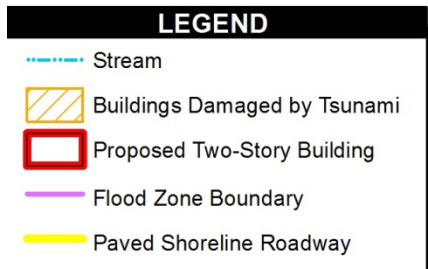 LEGEND
Stream
Buildings Damaged by Tsunami
Proposed Two-Story Building
Flood Zone Boundary
Paved Shoreline Roadway